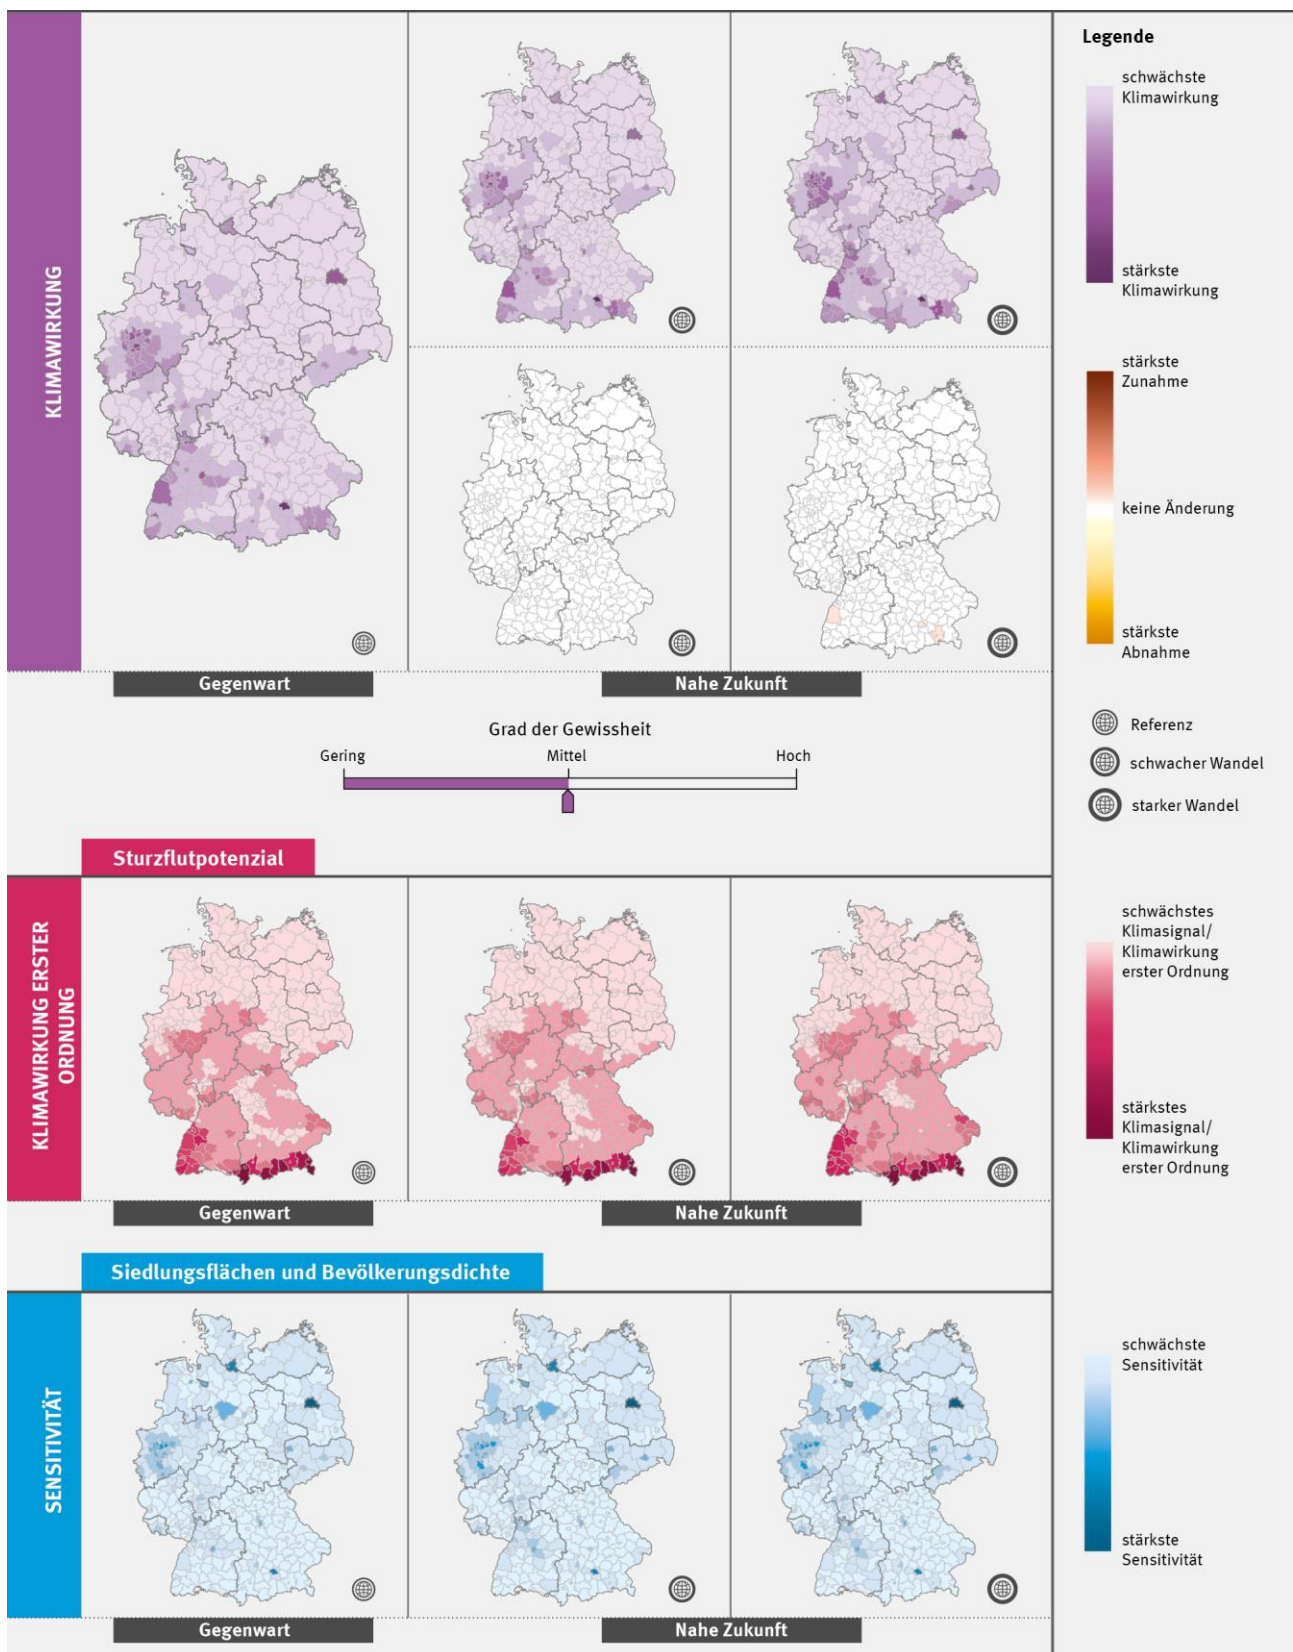 KLIMAWIRKUNG
Gegenwart
Nahe Zukunft
Grad der Gewissheit
Gering
Mittel
Hoch
Sturzflutpotenzial
KLIMAWIRKUNG ERSTER
ORDNUNG
Gegenwart
Nahe Zukunft
Siedlungsflächen und Bevölkerungsdichte
SENSITIVITÄT
Gegenwart
Nahe Zukunft
Legende
schwächste
Klimawirkung
stärkste
Klimawirkung
stärkste
Zunahme
keine Änderung
stärkste
Abnahme
Referenz
schwacher Wandel
starker Wandel
schwächstes
Klimasignal/
Klimawirkung
erster Ordnung
stärkstes
Klimasignal/
Klimawirkung
erster Ordnung
schwächste
Sensitivität
stärkste
Sensitivität